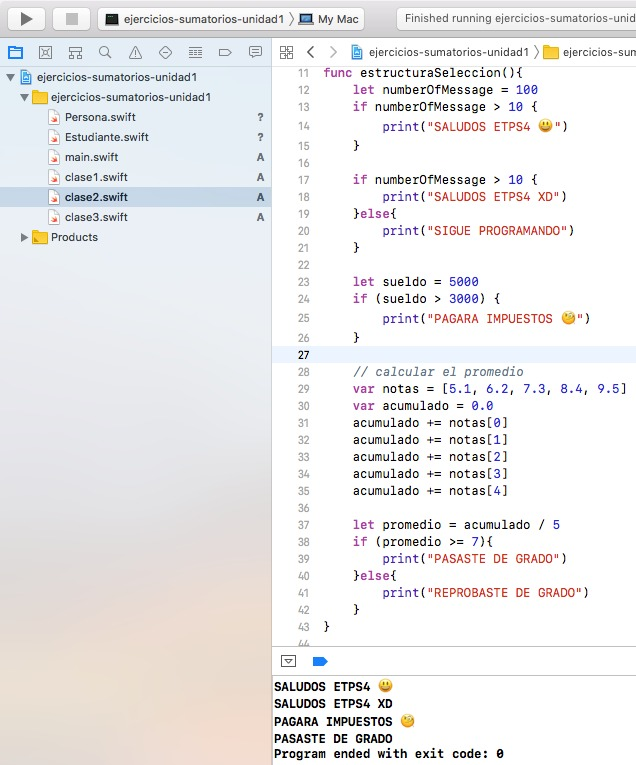 ejercicios-sumatorios-unidad1 〉 My Mac
Finished running ejercicios-sumatorios-unid
ejercicios-sumatorios-unidad1 〉 ejercicios-sum
ejercicios-sumatorios-unidad1
ejercicios-sumatorios-unidad1
Persona.swift ?
Estudiante.swift ?
main.swift A
clase1.swift A
clase2.swift A
clase3.swift A
Products
11 func estructuraSeleccion(){
12 let numberOfMessage = 100
13 if numberOfMessage > 10 {
14 print("SALUDOS ETPS4 😃")
15 }
16
17 if numberOfMessage > 10 {
18 print("SALUDOS ETPS4 XD")
19 }else{
20 print("SIGUE PROGRAMANDO")
21 }
22
23 let sueldo = 5000
24 if (sueldo > 3000) {
25 print("PAGARA IMPUESTOS 🧐")
26 }
27
28 // calcular el promedio
29 var notas = [5.1, 6.2, 7.3, 8.4, 9.5]
30 var acumulado = 0.0
31 acumulado += notas[0]
32 acumulado += notas[1]
33 acumulado += notas[2]
34 acumulado += notas[3]
35 acumulado += notas[4]
36
37 let promedio = acumulado / 5
38 if (promedio >= 7){
39 print("PASASTE DE GRADO")
40 }else{
41 print("REPROBASTE DE GRADO")
42 }
43 }
44
SALUDOS ETPS4 😃
SALUDOS ETPS4 XD
PAGARA IMPUESTOS 🧐
PASASTE DE GRADO
Program ended with exit code: 0